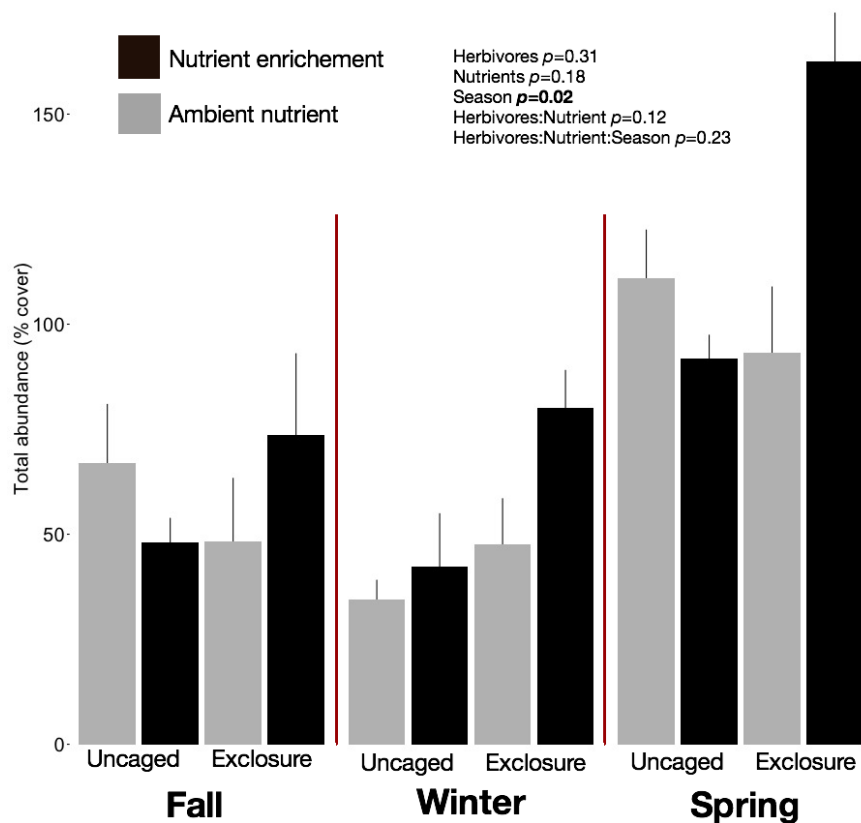 Nutrient enrichement
Ambient nutrient
Herbivores p=0.31
Nutrients p=0.18
Season p=0.02
Herbivores:Nutrient p=0.12
Herbivores:Nutrient:Season p=0.23
Total abundance (% cover)
150
100
50
0
Uncaged Exclosure Uncaged Exclosure Uncaged Exclosure
Fall Winter Spring